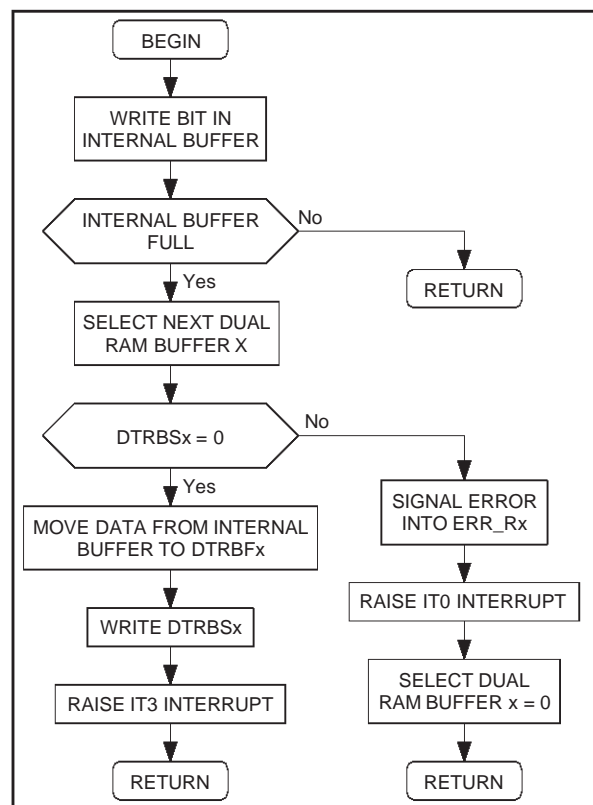 BEGIN
WRITE BIT IN
INTERNAL BUFFER
INTERNAL BUFFER
FULL
No
RETURN
Yes
SELECT NEXT DUAL
RAM BUFFER X
DTRBSx = 0
No
Yes
SIGNAL ERROR
INTO ERR_Rx
MOVE DATA FROM INTERNAL
BUFFER TO DTRBFx
RAISE IT0 INTERRUPT
WRITE DTRBSx
SELECT DUAL
RAM BUFFER x = 0
RAISE IT3 INTERRUPT
RETURN
RETURN